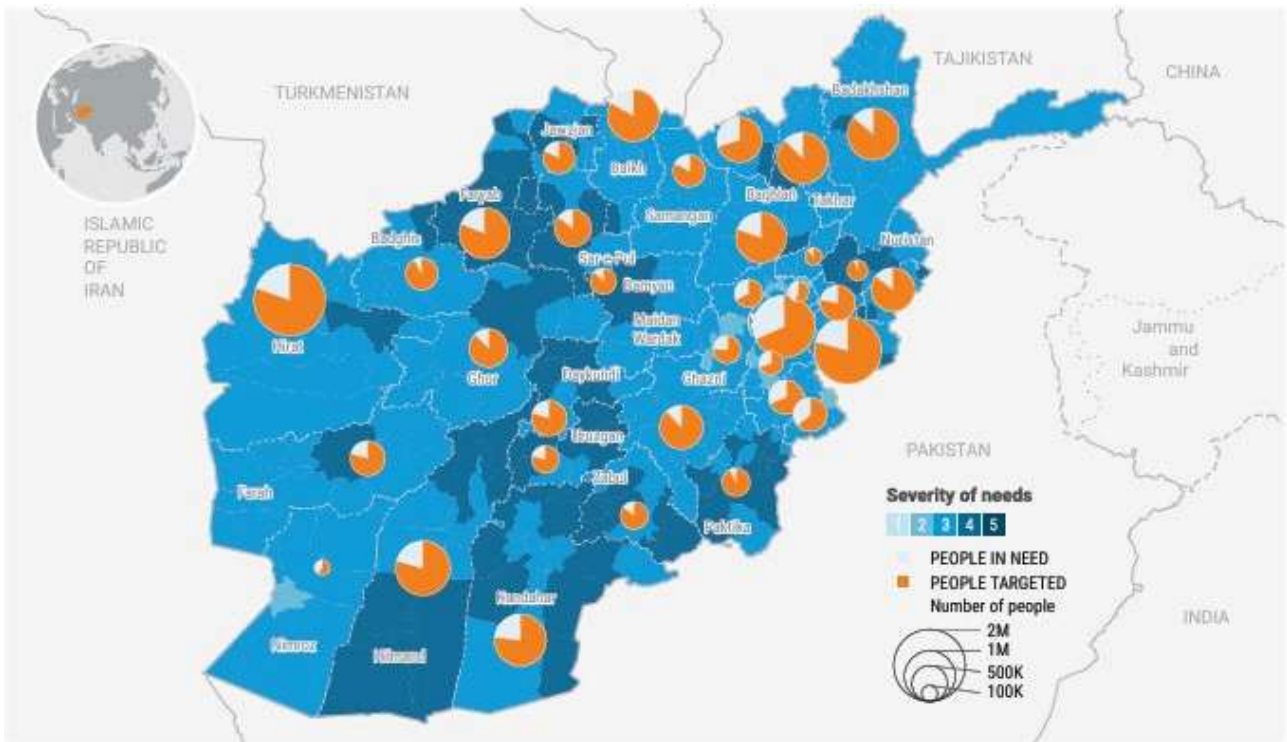 TAJIKISTAN
CHINA
TURKMENISTAN
Badakhshan
Jawzjan
Balkh
ISLAMIC
REPUBLIC
OF
IRAN
Faryab
Baghlan
Takhar
Samangan
Badghis
Nuristan
Sar-e-Pul
Bamyan
Maidan
Wardak
Jammu
and
Kashmir
Hirat
Ghor
Daykundi
Ghazni
Uruzgan
PAKISTAN
Zabul
Farah
Paktika
Severity of needs
1 2 3 4 5
PEOPLE IN NEED
PEOPLE TARGETED
Number of people
2M
1M
500K
100K
Kandahar
INDIA
Nimroz
Hilmand